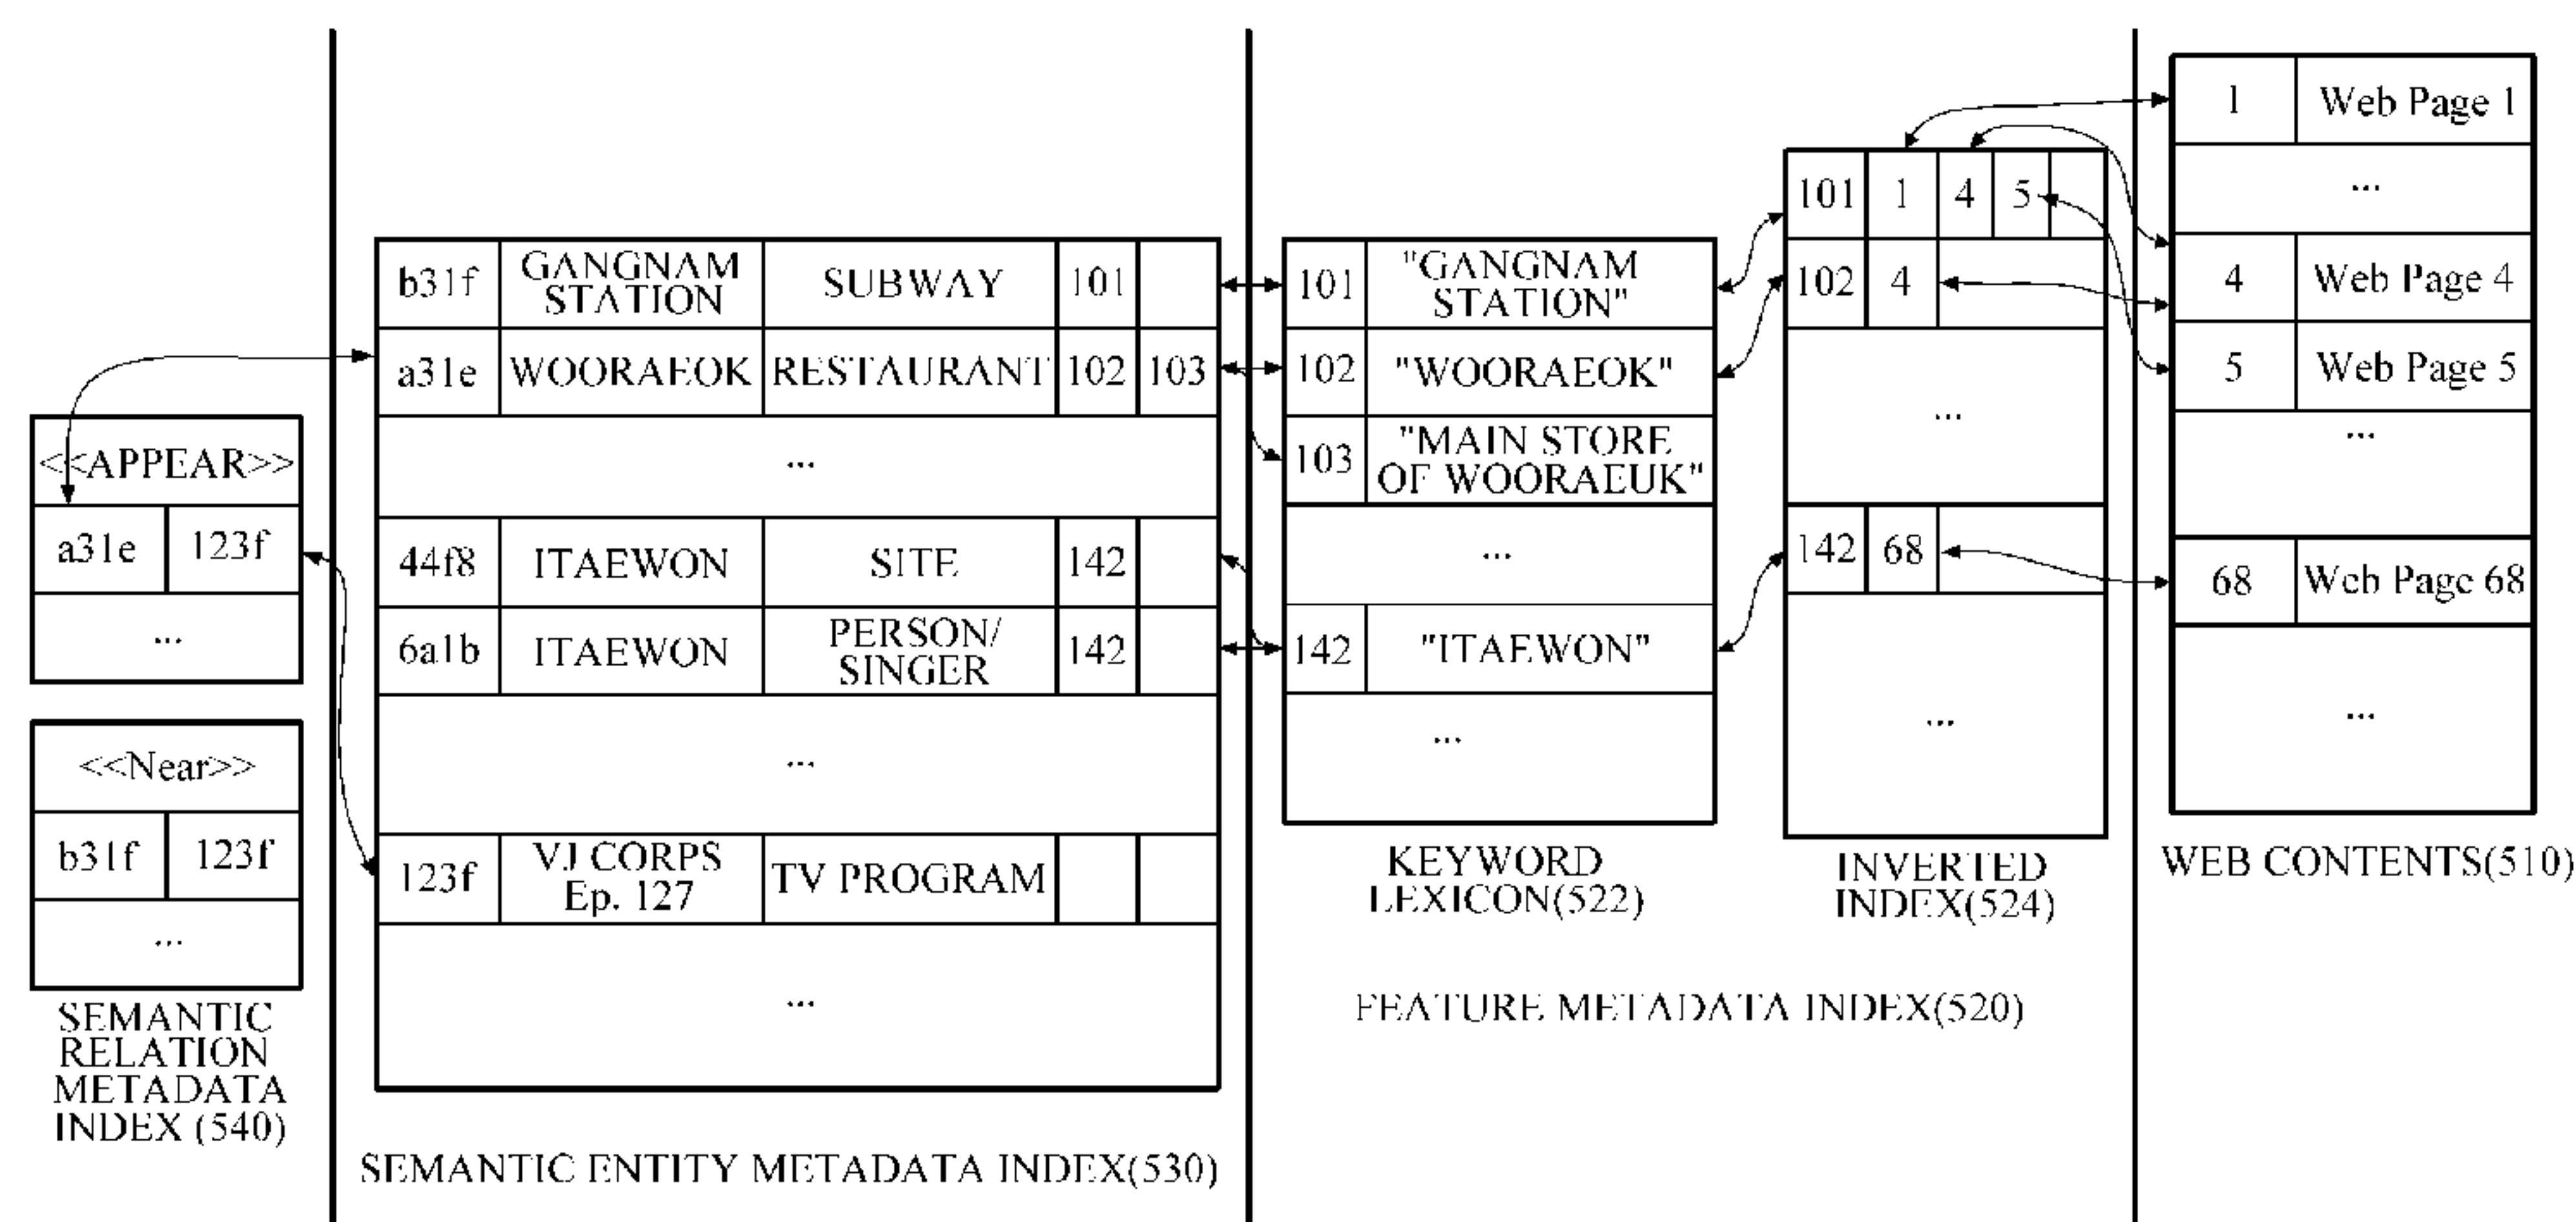 <<APPEAR>>
a31e 123f
...
<<Near>>
b31f 123f
...
SEMANTIC
RELATION
METADATA
INDEX (540)
b31f GANGNAM STATION SUBWAY 101
a31e WOORAEOK RESTAURANT 102 103
...
44f8 ITAEWON SITE 142
6a1b ITAEWON PERSON/ SINGER 142
...
123f VJ CORPS Ep. 127 TV PROGRAM
...
SEMANTIC ENTITY METADATA INDEX(530)
101 "GANGNAM STATION"
102 "WOORAEOK"
103 "MAIN STORE OF WOORAEUK"
...
142 "ITAEWON"
...
KEYWORD
LEXICON(522)
101 1 4 5
102 4
...
142 68
...
INVERTED
INDEX(524)
FEATURE METADATA INDEX(520)
1 Web Page 1
...
4 Web Page 4
5 Web Page 5
...
68 Web Page 68
...
WEB CONTENTS(510)